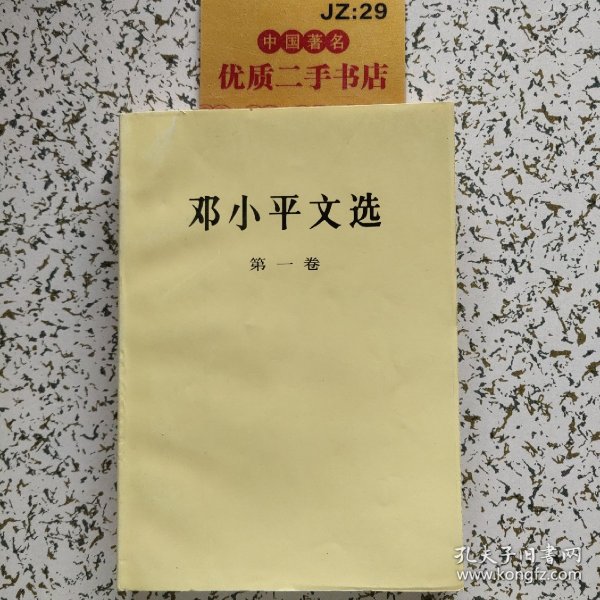 JZ:29
中国著名
优质二手书店
邓小平文选
第一卷
孔夫子旧书网
www.kongfz.com